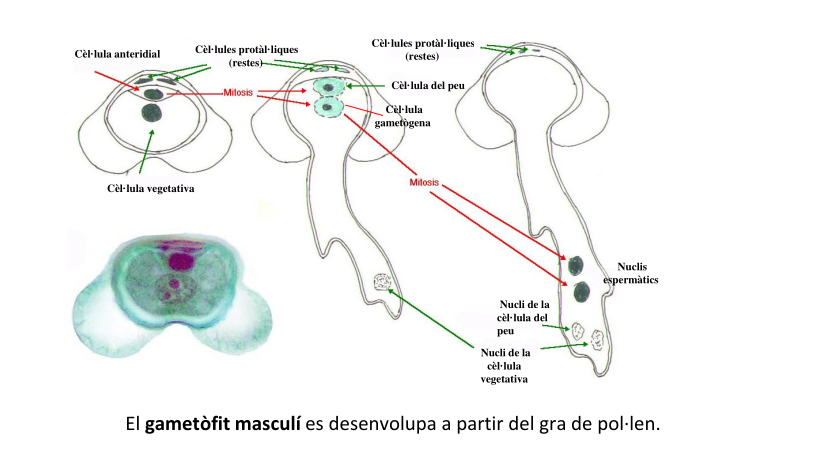 Cèl·lula anteridial
Cèl·lules protàl·liques
(restes)
Cèl·lules protàl·liques
(restes)
Mitosis
Cèl·lula del peu
Cèl·lula
gametògena
Cèl·lula vegetativa
Mitosis
Nuclis
espermàtics
Nucli de la
cèl·lula del
peu
Nucli de la
cèl·lula
vegetativa
El gametòfit masculí es desenvolupa a partir del gra de pol·len.